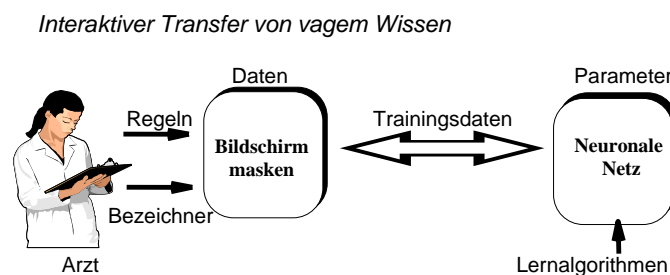 Interaktiver Transfer von vagem Wissen
Daten
Parameter
Regeln
Trainingsdaten
Bildschirm
masken
Neuronale
Netz
Bezeichner
Arzt
Lernalgorithmen